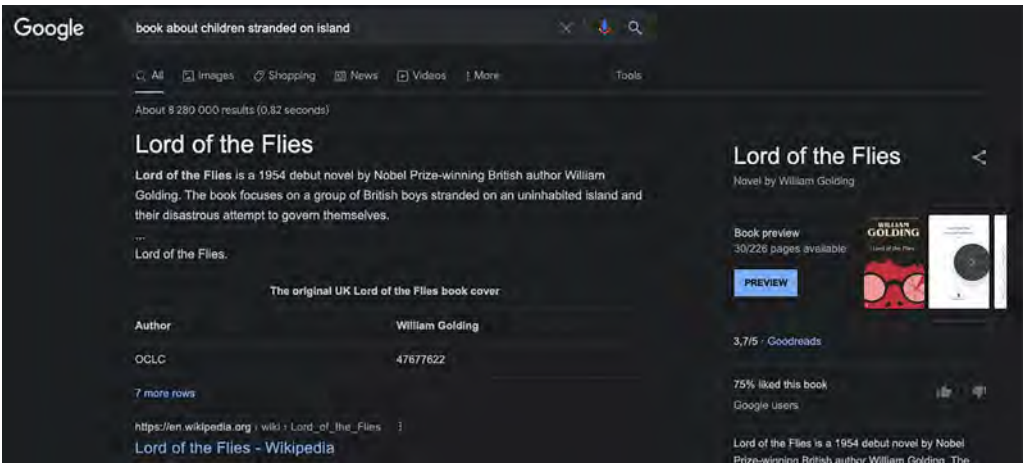 Google
book about children stranded on island
All Images Shopping News Videos More Tools
About 8 280 000 results (0,82 seconds)
Lord of the Flies
Lord of the Flies is a 1954 debut novel by Nobel Prize-winning British author William
Golding. The book focuses on a group of British boys stranded on an uninhabited island and
their disastrous attempt to govern themselves.
...
Lord of the Flies.
The original UK Lord of the Flies book cover
Author William Golding
OCLC 47677622
7 more rows
https://en.wikipedia.org › wiki › Lord_of_the_Flies
Lord of the Flies - Wikipedia
Lord of the Flies
Novel by William Golding
Book preview
30/226 pages available
PREVIEW
WILLIAM
GOLDING
Lord of the Flies
3,7/5 · Goodreads
75% liked this book
Google users
Lord of the Flies is a 1954 debut novel by Nobel
Prize-winning British author William Golding. The